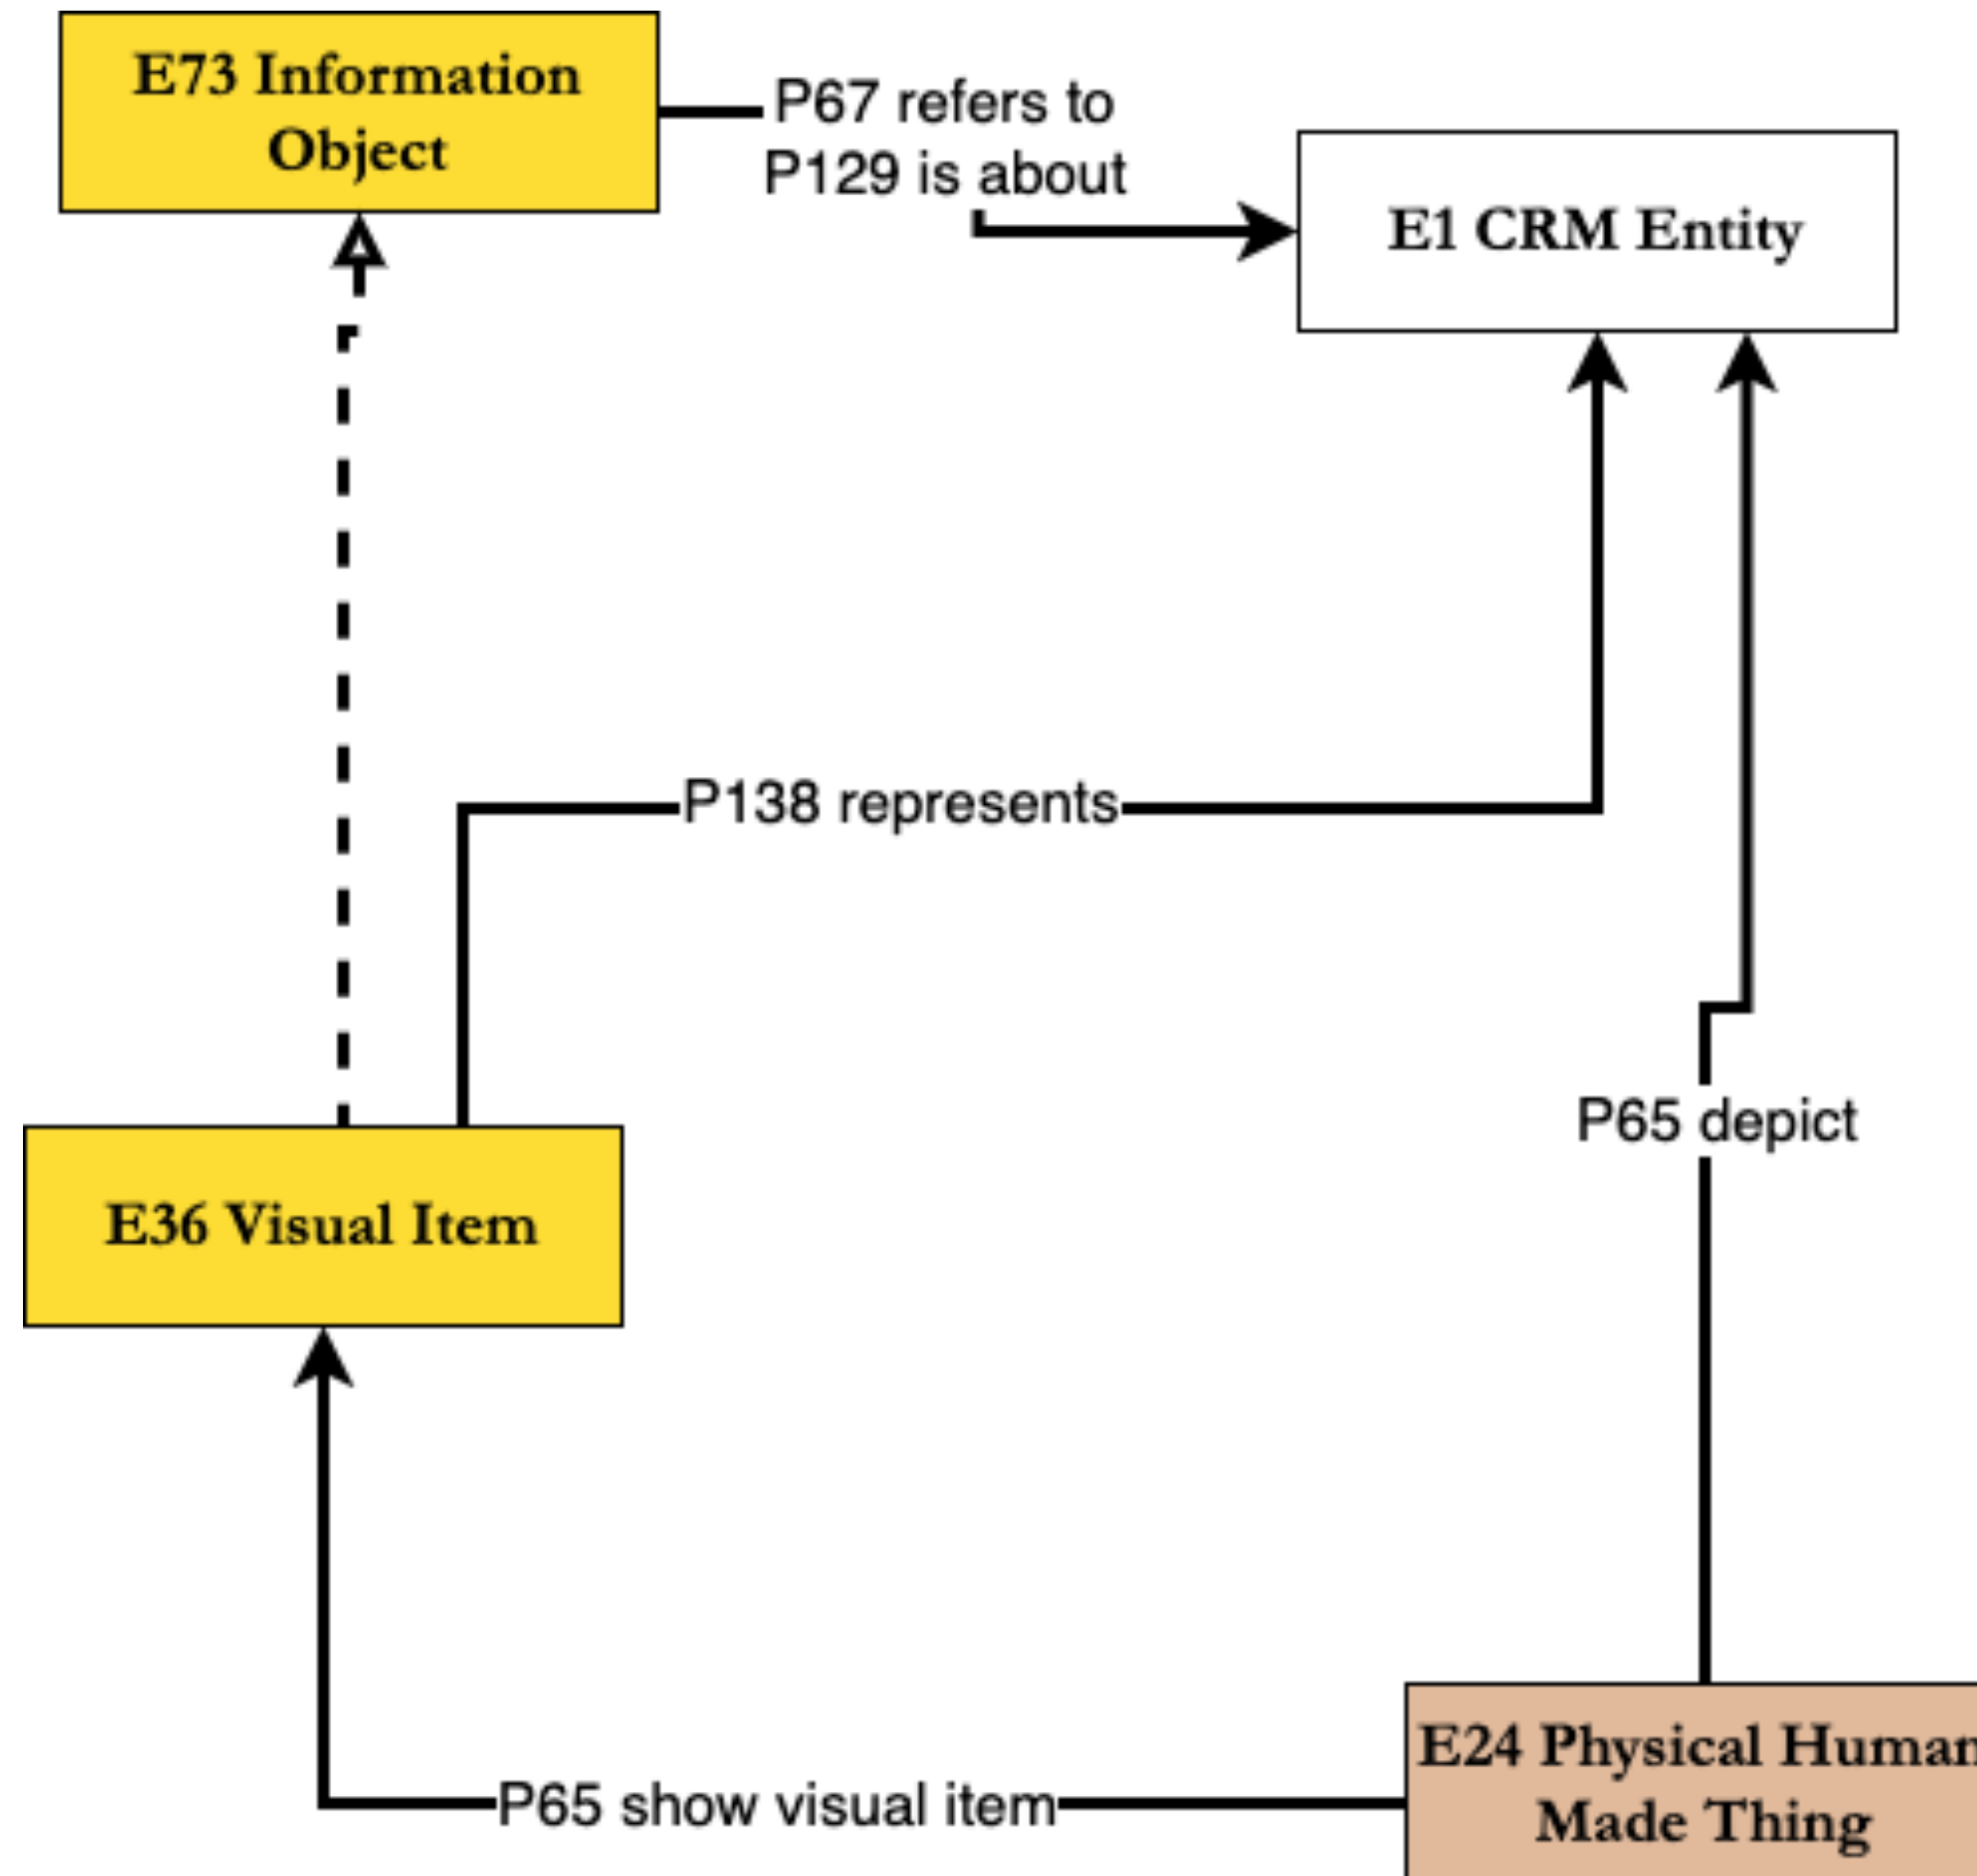 E73 Information
Object
P67 refers to
P129 is about
E1 CRM Entity
P138 represents
P65 depict
E36 Visual Item
E24 Physical Human
Made Thing
P65 show visual item